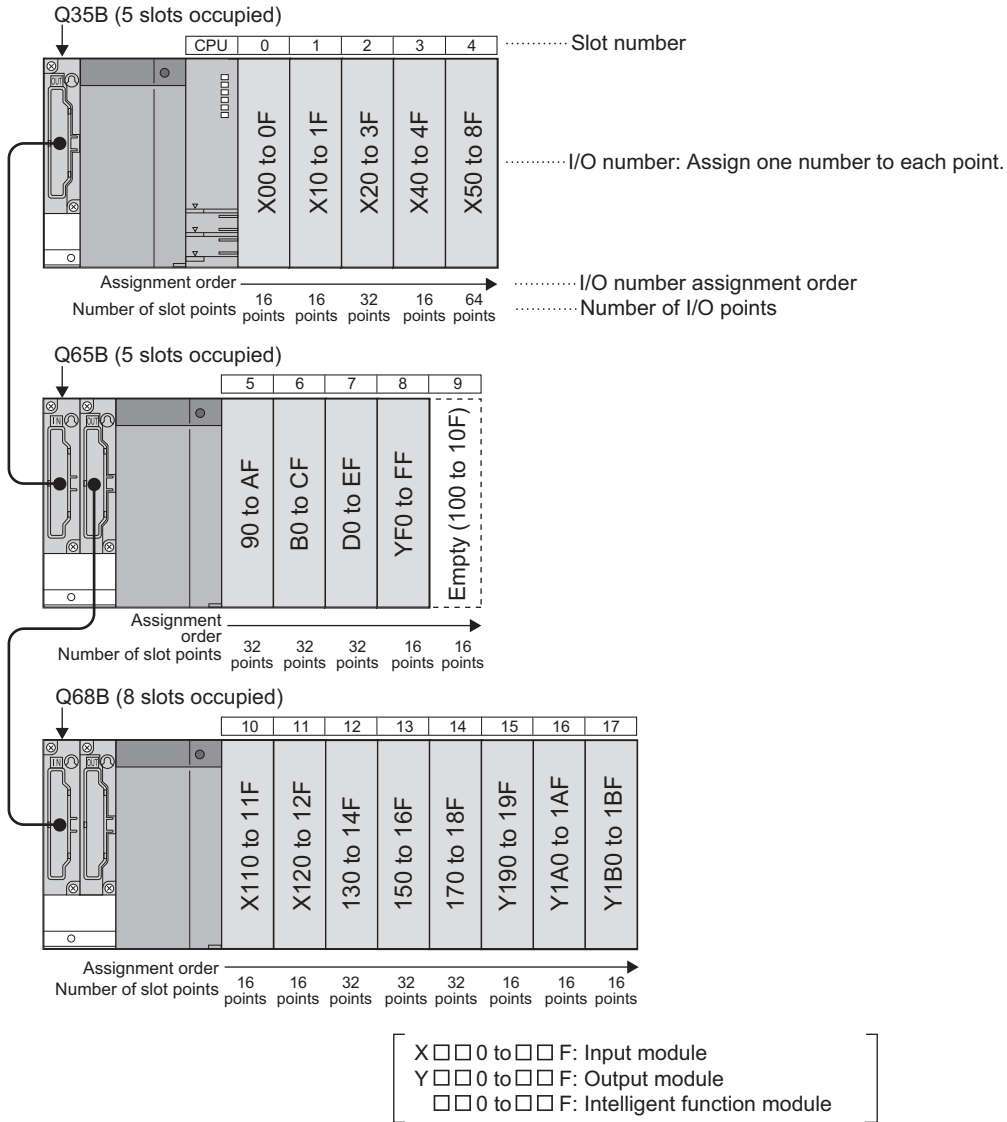 Q35B (5 slots occupied)
CPU 0 1 2 3 4 Slot number
OUT
X00 to 0F
X10 to 1F
X20 to 3F
X40 to 4F
X50 to 8F
I/O number: Assign one number to each point.
Assignment order I/O number assignment order
Number of slot points 16 points 16 points 32 points 16 points 64 points Number of I/O points
Q65B (5 slots occupied)
5 6 7 8 9
IN OUT
90 to AF
B0 to CF
D0 to EF
YF0 to FF
Empty (100 to 10F)
Assignment order
Number of slot points 32 points 32 points 32 points 16 points 16 points
Q68B (8 slots occupied)
10 11 12 13 14 15 16 17
IN OUT
X110 to 11F
X120 to 12F
130 to 14F
150 to 16F
170 to 18F
Y190 to 19F
Y1A0 to 1AF
Y1B0 to 1BF
Assignment order
Number of slot points 16 points 16 points 32 points 32 points 32 points 16 points 16 points 16 points
X□□0 to□□F: Input module
Y□□0 to□□F: Output module
□□0 to□□F: Intelligent function module